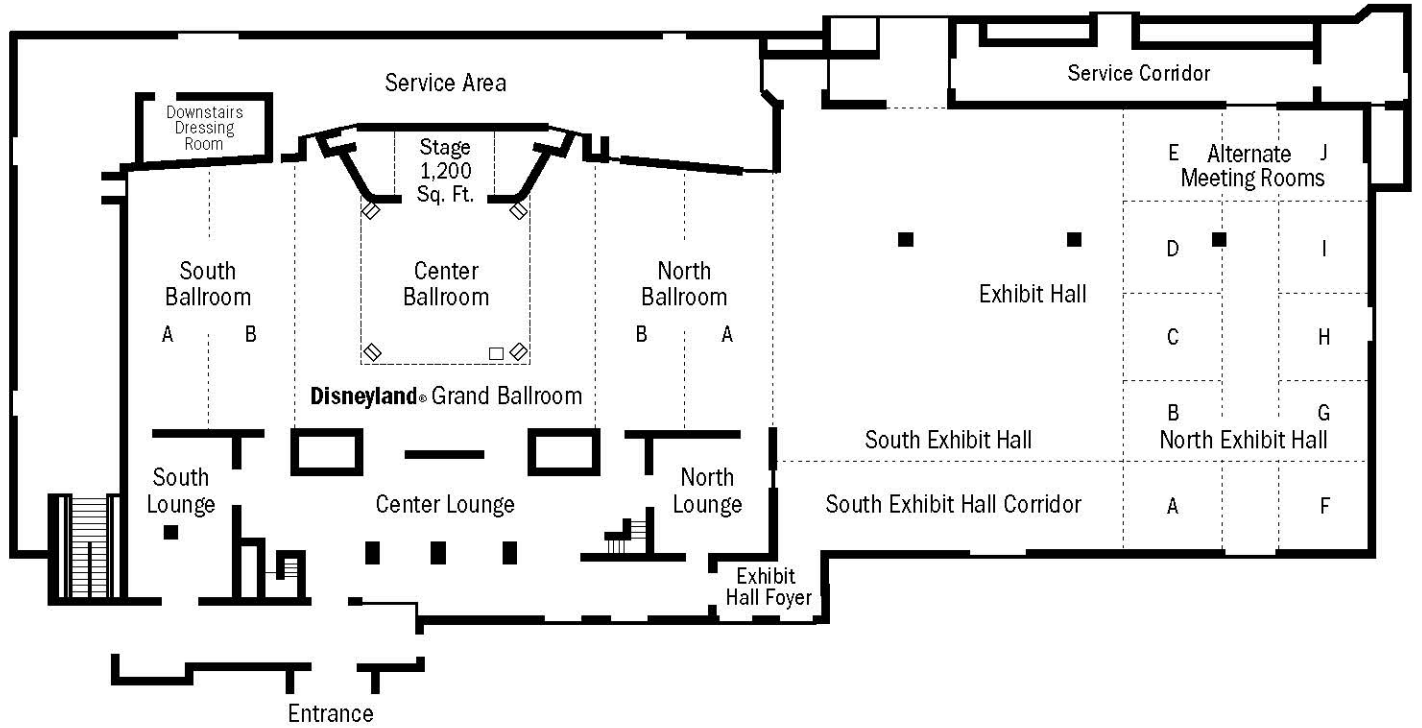 Service Area
Service Corridor
Downstairs
Dressing
Room
Stage
1,200
Sq. Ft.
E
Alternate
J
Meeting Rooms
D
I
South
Ballroom
Center
Ballroom
North
Ballroom
Exhibit Hall
A
B
B
A
C
H
Disneyland® Grand Ballroom
B
G
South Exhibit Hall
North Exhibit Hall
South
Lounge
Center Lounge
North
Lounge
South Exhibit Hall Corridor
A
F
Exhibit
Hall Foyer
Entrance